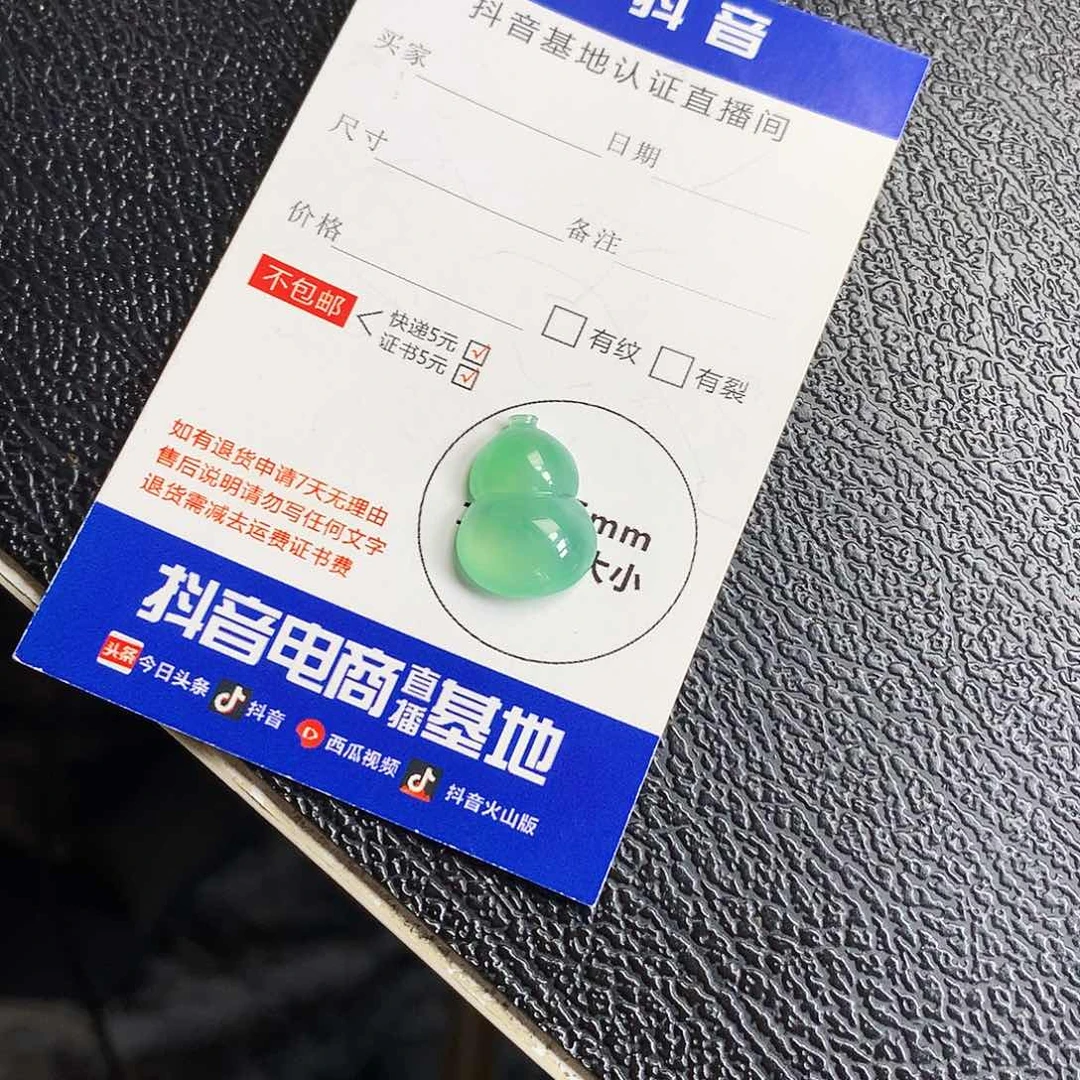 抖音
抖音基地认证直播间
买家
日期
尺寸
备注
价格
不包邮
快递5元
证书5元
有纹
有裂
mm
大小
如有退货申请7天无理由
售后说明请勿写任何文字
退货需减去运费证书费
抖音电商直播基地
头条 今日头条 抖音 西瓜视频 抖音火山版